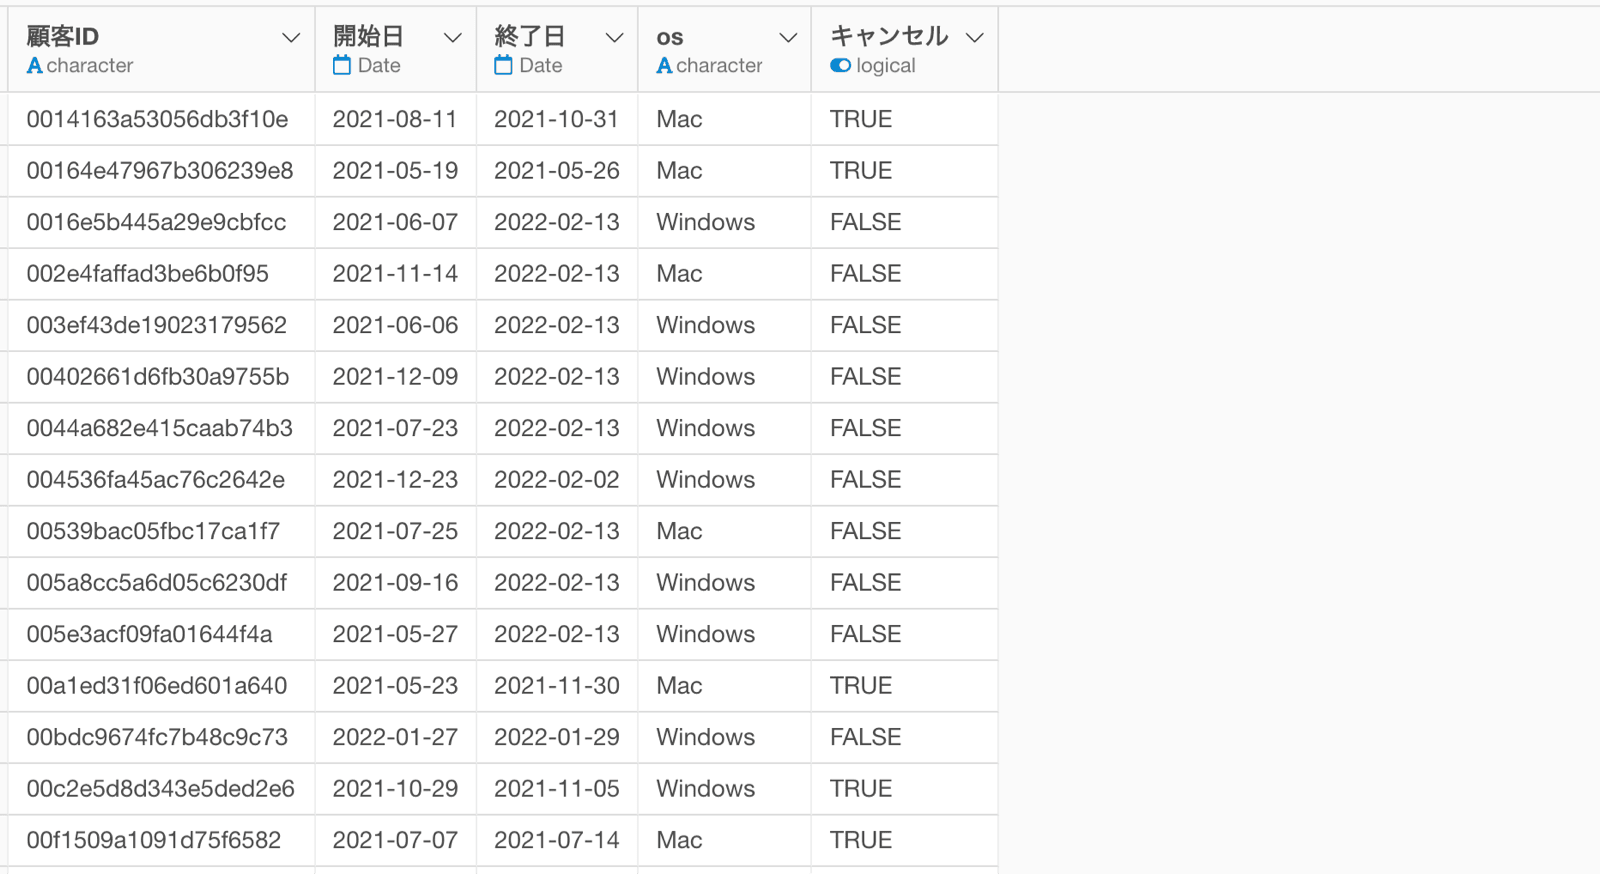 顧客ID 開始日 終了日 os キャンセル
A character Date Date A character logical
0014163a53056db3f10e 2021-08-11 2021-10-31 Mac TRUE
00164e47967b306239e8 2021-05-19 2021-05-26 Mac TRUE
0016e5b445a29e9cbfcc 2021-06-07 2022-02-13 Windows FALSE
002e4faffad3be6b0f95 2021-11-14 2022-02-13 Mac FALSE
003ef43de19023179562 2021-06-06 2022-02-13 Windows FALSE
00402661d6fb30a9755b 2021-12-09 2022-02-13 Windows FALSE
0044a682e415caab74b3 2021-07-23 2022-02-13 Windows FALSE
004536fa45ac76c2642e 2021-12-23 2022-02-02 Windows FALSE
00539bac05fbc17ca1f7 2021-07-25 2022-02-13 Mac FALSE
005a8cc5a6d05c6230df 2021-09-16 2022-02-13 Windows FALSE
005e3acf09fa01644f4a 2021-05-27 2022-02-13 Windows FALSE
00a1ed31f06ed601a640 2021-05-23 2021-11-30 Mac TRUE
00bdc9674fc7b48c9c73 2022-01-27 2022-01-29 Windows FALSE
00c2e5d8d343e5ded2e6 2021-10-29 2021-11-05 Windows TRUE
00f1509a1091d75f6582 2021-07-07 2021-07-14 Mac TRUE